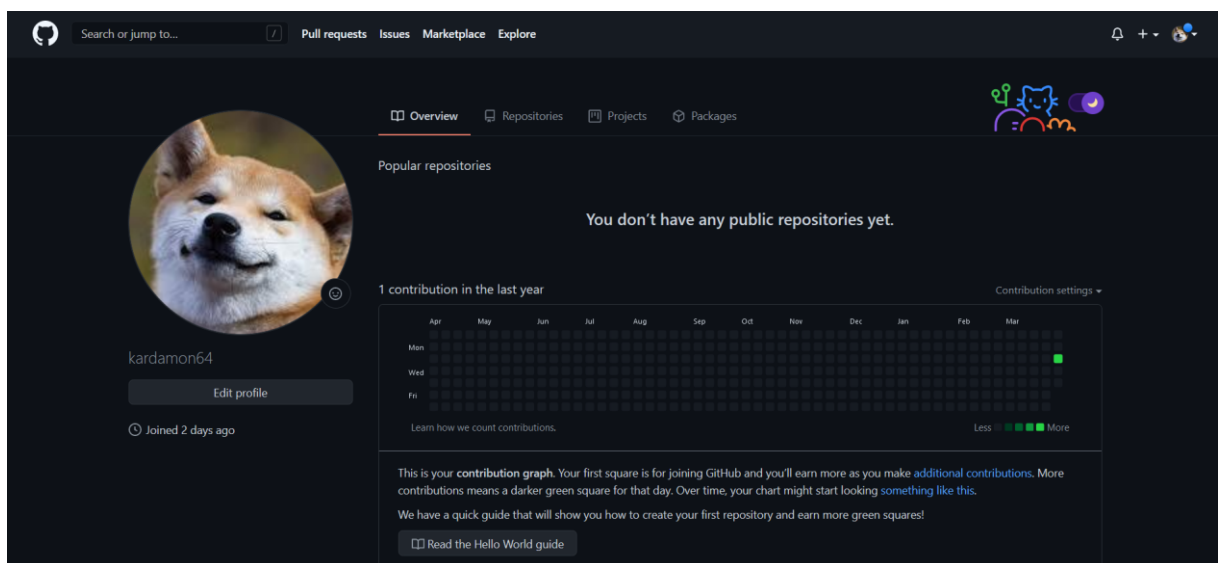 Search or jump to... /
Pull requests Issues Marketplace Explore
Overview Repositories Projects Packages
Popular repositories
You don't have any public repositories yet.
1 contribution in the last year
Contribution settings
Apr May Jun Jul Aug Sep Oct Nov Dec Jan Feb Mar
Mon
Wed
Fri
Learn how we count contributions.
Less More
kardamon64
Edit profile
Joined 2 days ago
This is your contribution graph. Your first square is for joining GitHub and you'll earn more as you make additional contributions. More
contributions means a darker green square for that day. Over time, your chart might start looking something like this.
We have a quick guide that will show you how to create your first repository and earn more green squares!
Read the Hello World guide